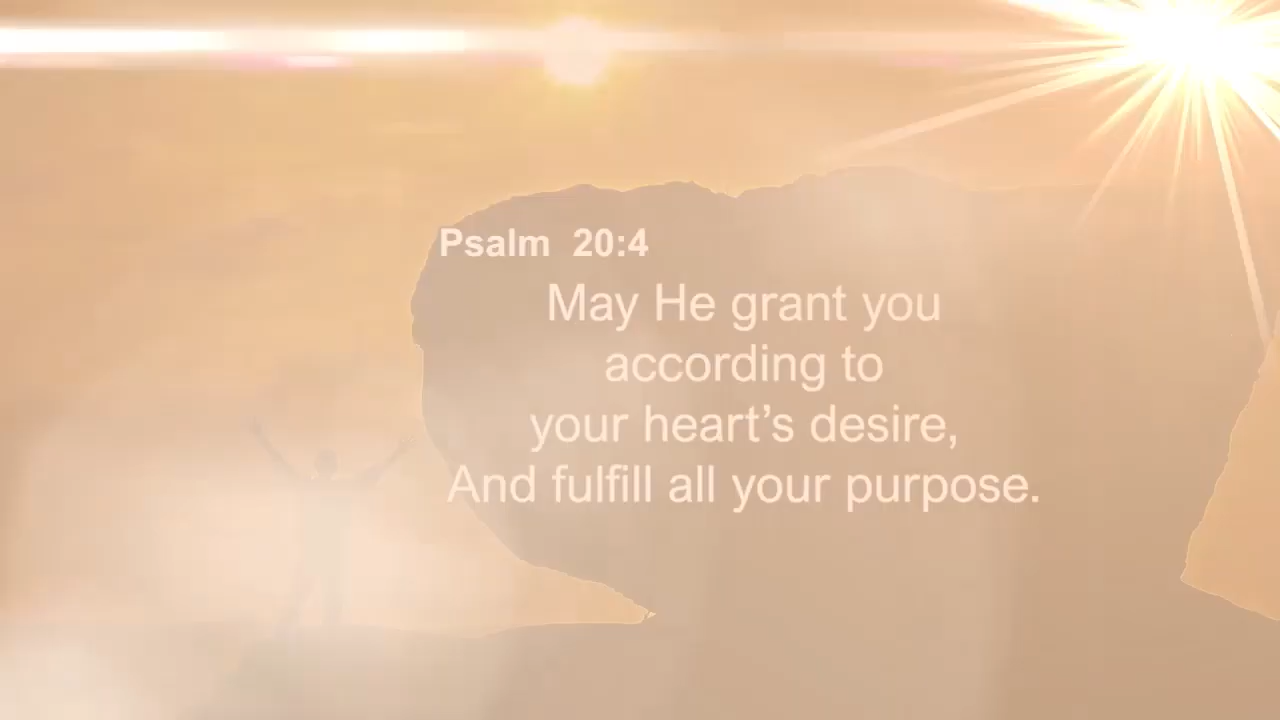 Psalm 20:4
May He grant you
according to
your heart’s desire,
And fulfill all your purpose.